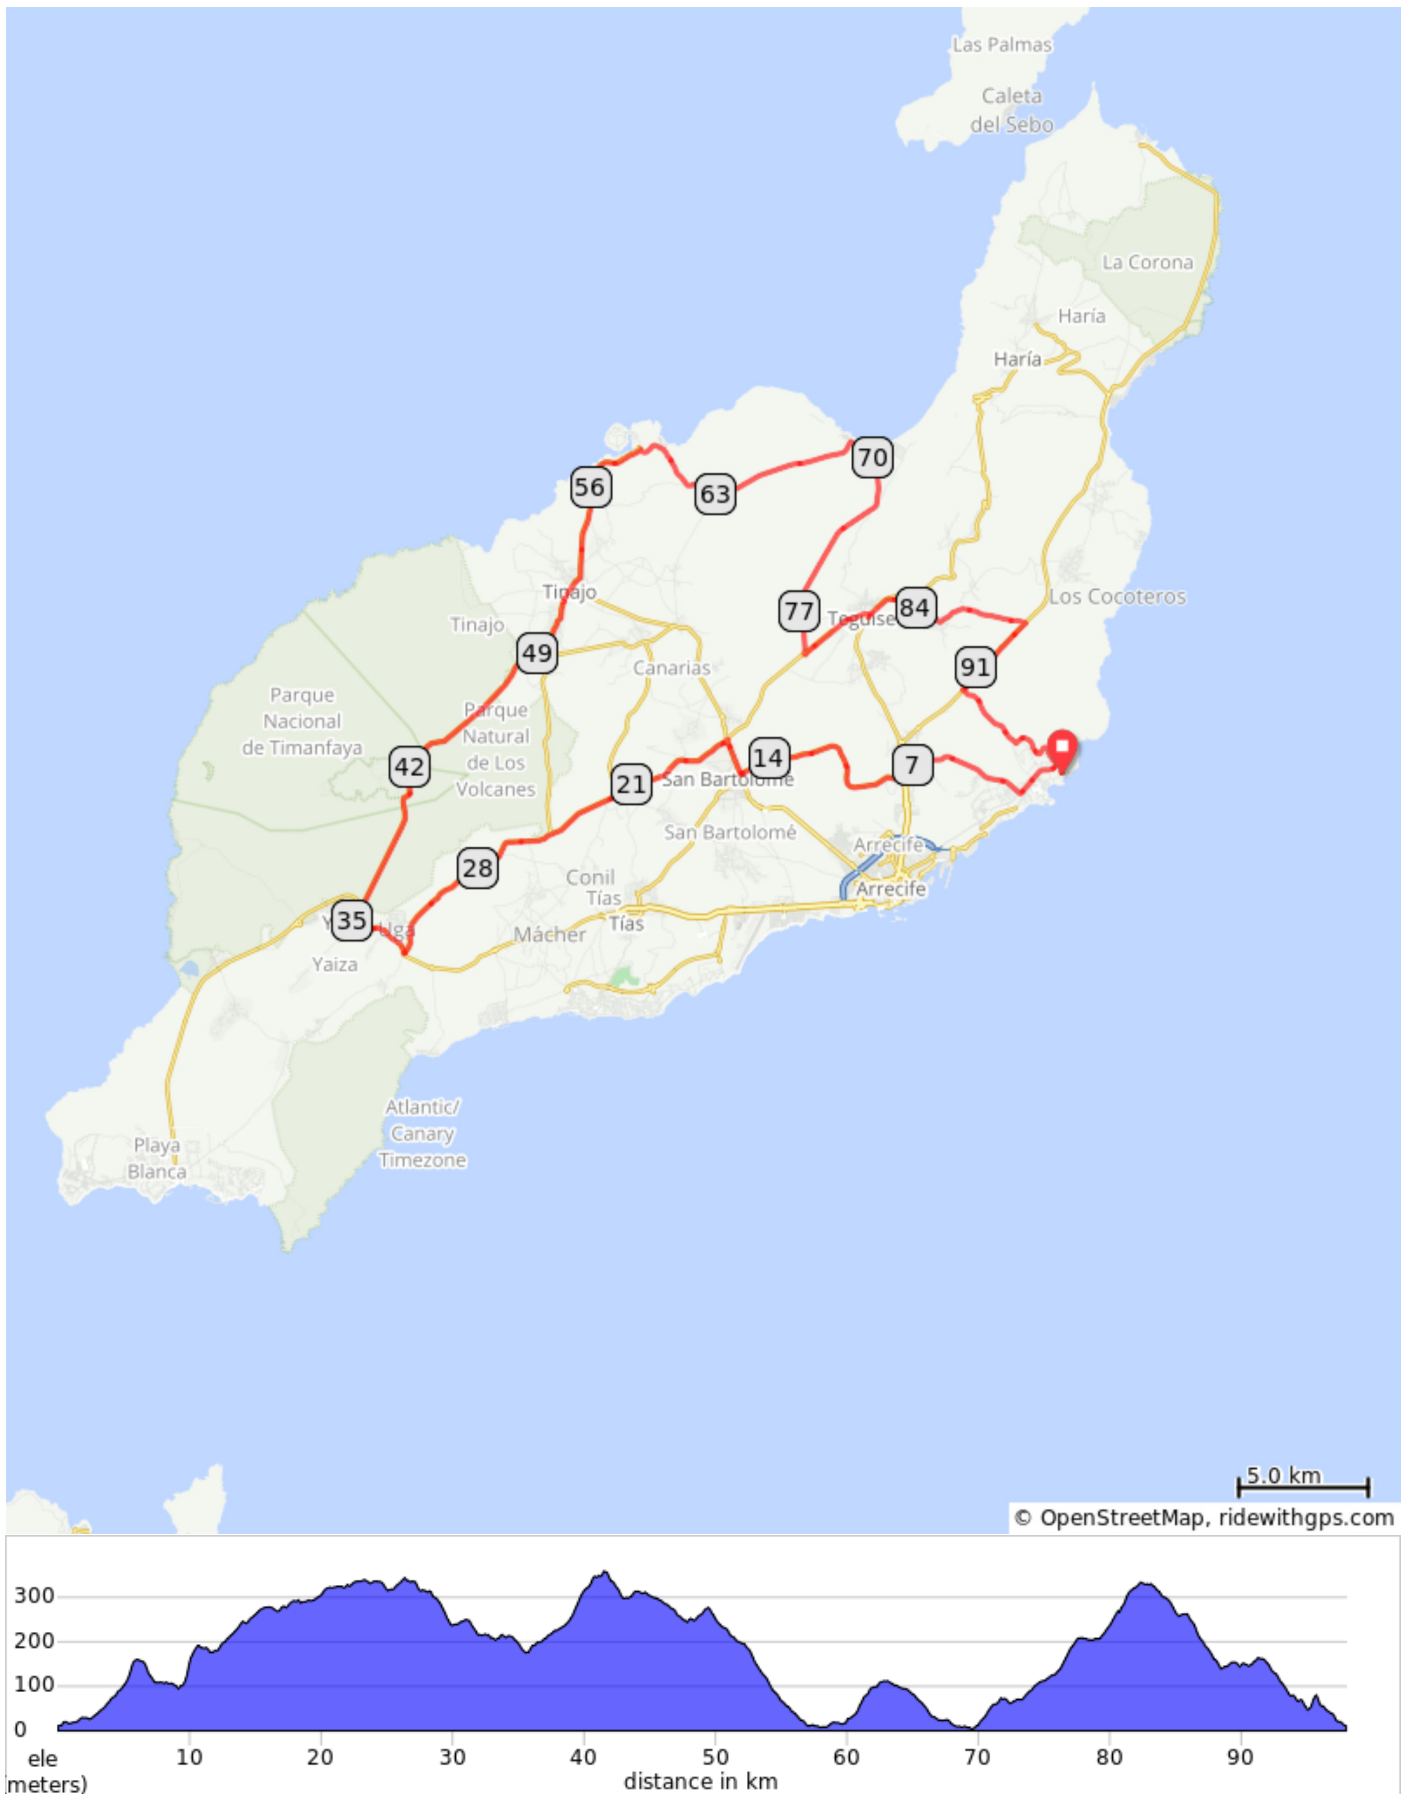 Las Palmas
Caleta
del Sebo
La Corona
Haría
Haría
70
56
63
Tinajo
Los Cocoteros
77
Teguise
84
Tinajo
49
Canarias
91
Parque
Nacional
de Timanfaya
Parque
Natural
de Los
Volcanes
42
14
7
21
San Bartolomé
San Bartolomé
Arrecife
28
Conil
Tías
Arrecife
35
Uga
Tías
Mácher
Yaiza
Atlantic/
Canary
Timezone
Playa
Blanca
5.0 km
© OpenStreetMap, ridewithgps.com
300
200
100
0
ele
(meters)
10 20 30 40 50 60 70 80 90
distance in km